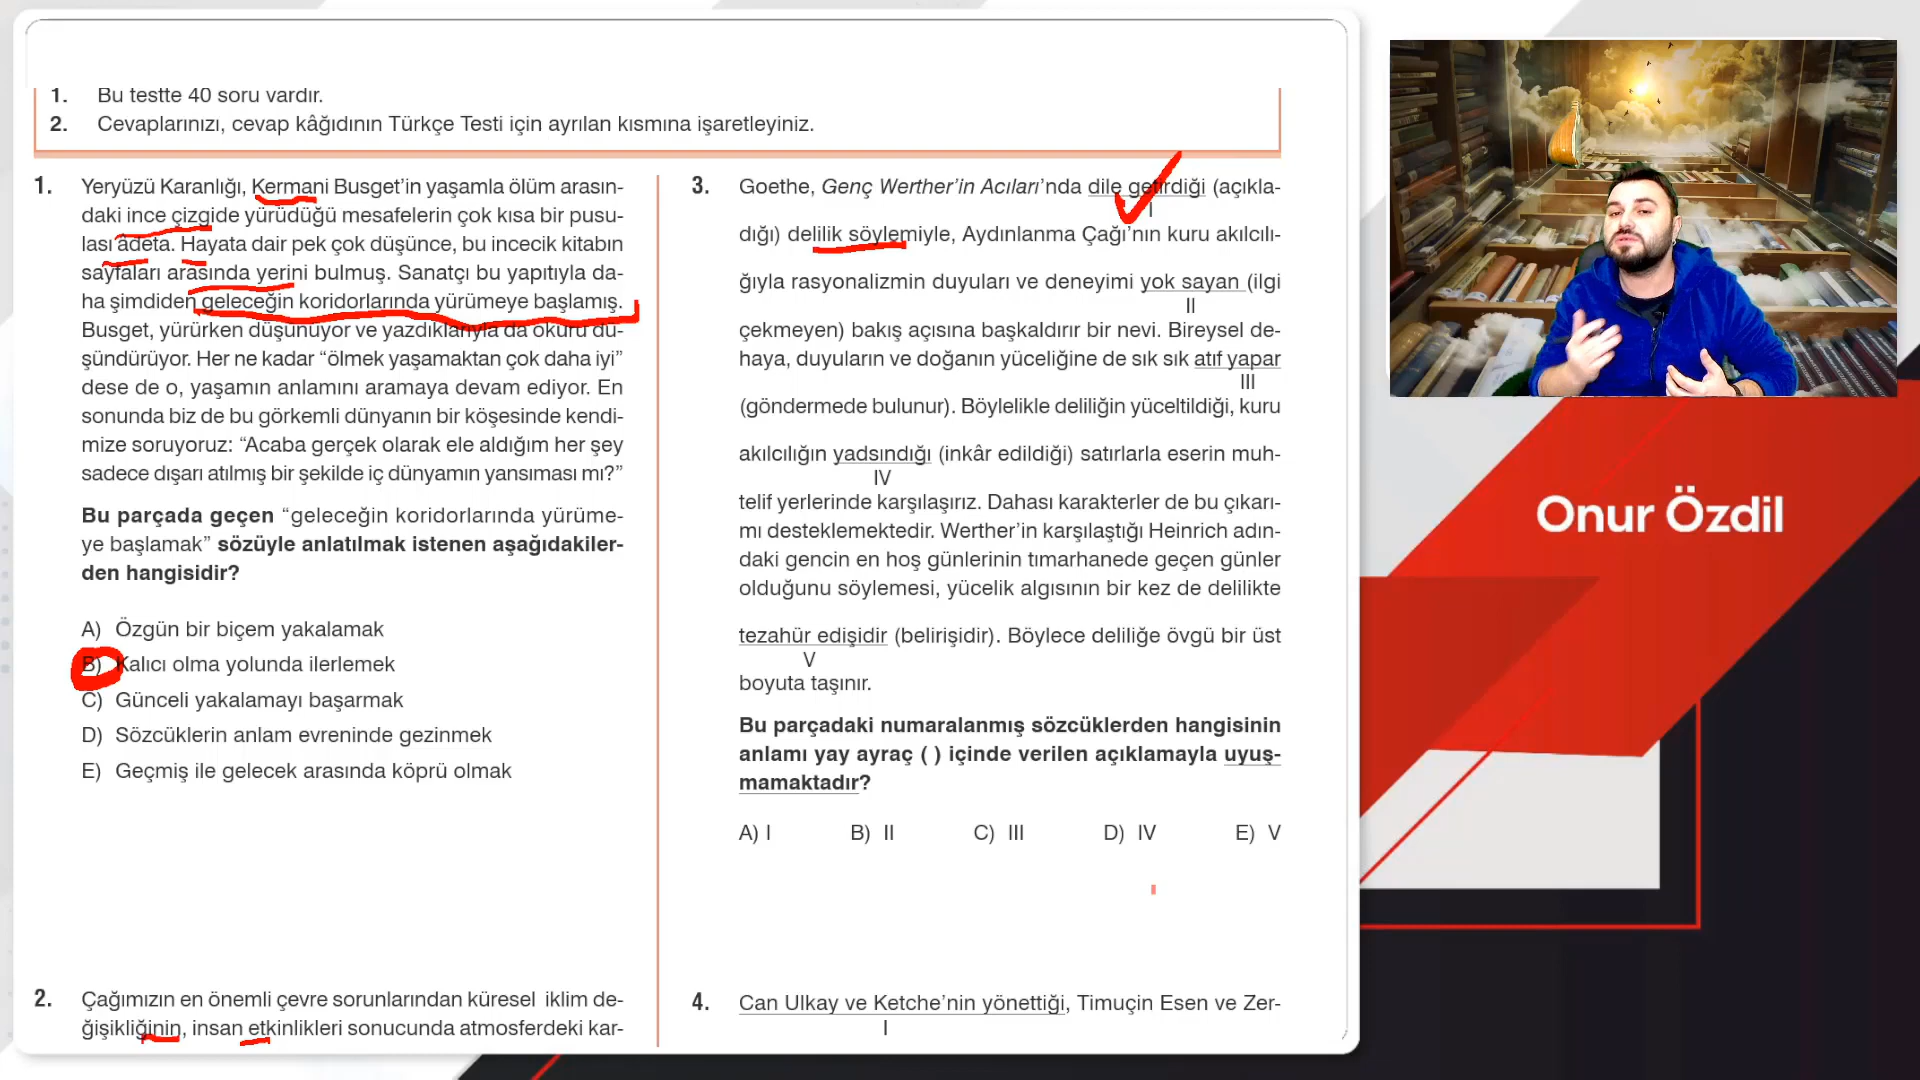 1. Bu testte 40 soru vardır.
2. Cevaplarınızı, cevap kâğıdının Türkçe Testi için ayrılan kısmına işaretleyiniz.
1. Yeryüzü Karanlığı, Kermani Busget’in yaşamla ölüm arasın-
daki ince çizgide yürüdüğü mesafelerin çok kısa bir pusu-
lası âdeta. Hayata dair pek çok düşünce, bu incecik kitabın
sayfaları arasında yerini bulmuş. Sanatçı bu yapıtıyla da-
ha şimdiden geleceğin koridorlarında yürümeye başlamış.
Busget, yürürken düşünüyor ve yazdıklarıyla da okuru dü-
şündürüyor. Her ne kadar “ölmek yaşamaktan çok daha iyi”
dese de o, yaşamın anlamını aramaya devam ediyor. En
sonunda biz de bu görkemli dünyanın bir köşesinde kendi-
mize soruyoruz: “Acaba gerçek olarak ele aldığım her şey
sadece dışarı atılmış bir şekilde iç dünyamın yansıması mı?”
Bu parçada geçen “geleceğin koridorlarında yürüme-
ye başlamak” sözüyle anlatılmak istenen aşağıdakiler-
den hangisidir?
A) Özgün bir biçem yakalamak
B) Kalıcı olma yolunda ilerlemek
C) Günceli yakalamayı başarmak
D) Sözcüklerin anlam evreninde gezinmek
E) Geçmiş ile gelecek arasında köprü olmak
2. Çağımızın en önemli çevre sorunlarından küresel iklim de-
ğişikliğinin, insan etkinlikleri sonucunda atmosferdeki kar-
3. Goethe, Genç Werther’in Acıları’nda dile getirdiği (açıkla-
I
dığı) delilik söylemiyle, Aydınlanma Çağı’nın kuru akılcılı-
ğıyla rasyonalizmin duyuları ve deneyimi yok sayan (ilgi
II
çekmeyen) bakış açısına başkaldırır bir nevi. Bireysel de-
haya, duyuların ve doğanın yüceliğine de sık sık atıf yapar
III
(göndermede bulunur). Böylelikle deliliğin yüceltildiği, kuru
akılcılığın yadsındığı (inkâr edildiği) satırlarla eserin muh-
IV
telif yerlerinde karşılaşırız. Dahası karakterler de bu çıkarı-
mı desteklemektedir. Werther’in karşılaştığı Heinrich adın-
daki gencin en hoş günlerinin tımarhanede geçen günler
olduğunu söylemesi, yücelik algısının bir kez de delilikte
tezahür edişidir (belirişidir). Böylece deliliğe övgü bir üst
V
boyuta taşınır.
Bu parçadaki numaralanmış sözcüklerden hangisinin
anlamı yay ayraç ( ) içinde verilen açıklamayla uyuş-
mamaktadır?
A) I B) II C) III D) IV E) V
4. Can Ulkay ve Ketche’nin yönettiği, Timuçin Esen ve Zer-
I
Onur Özdil